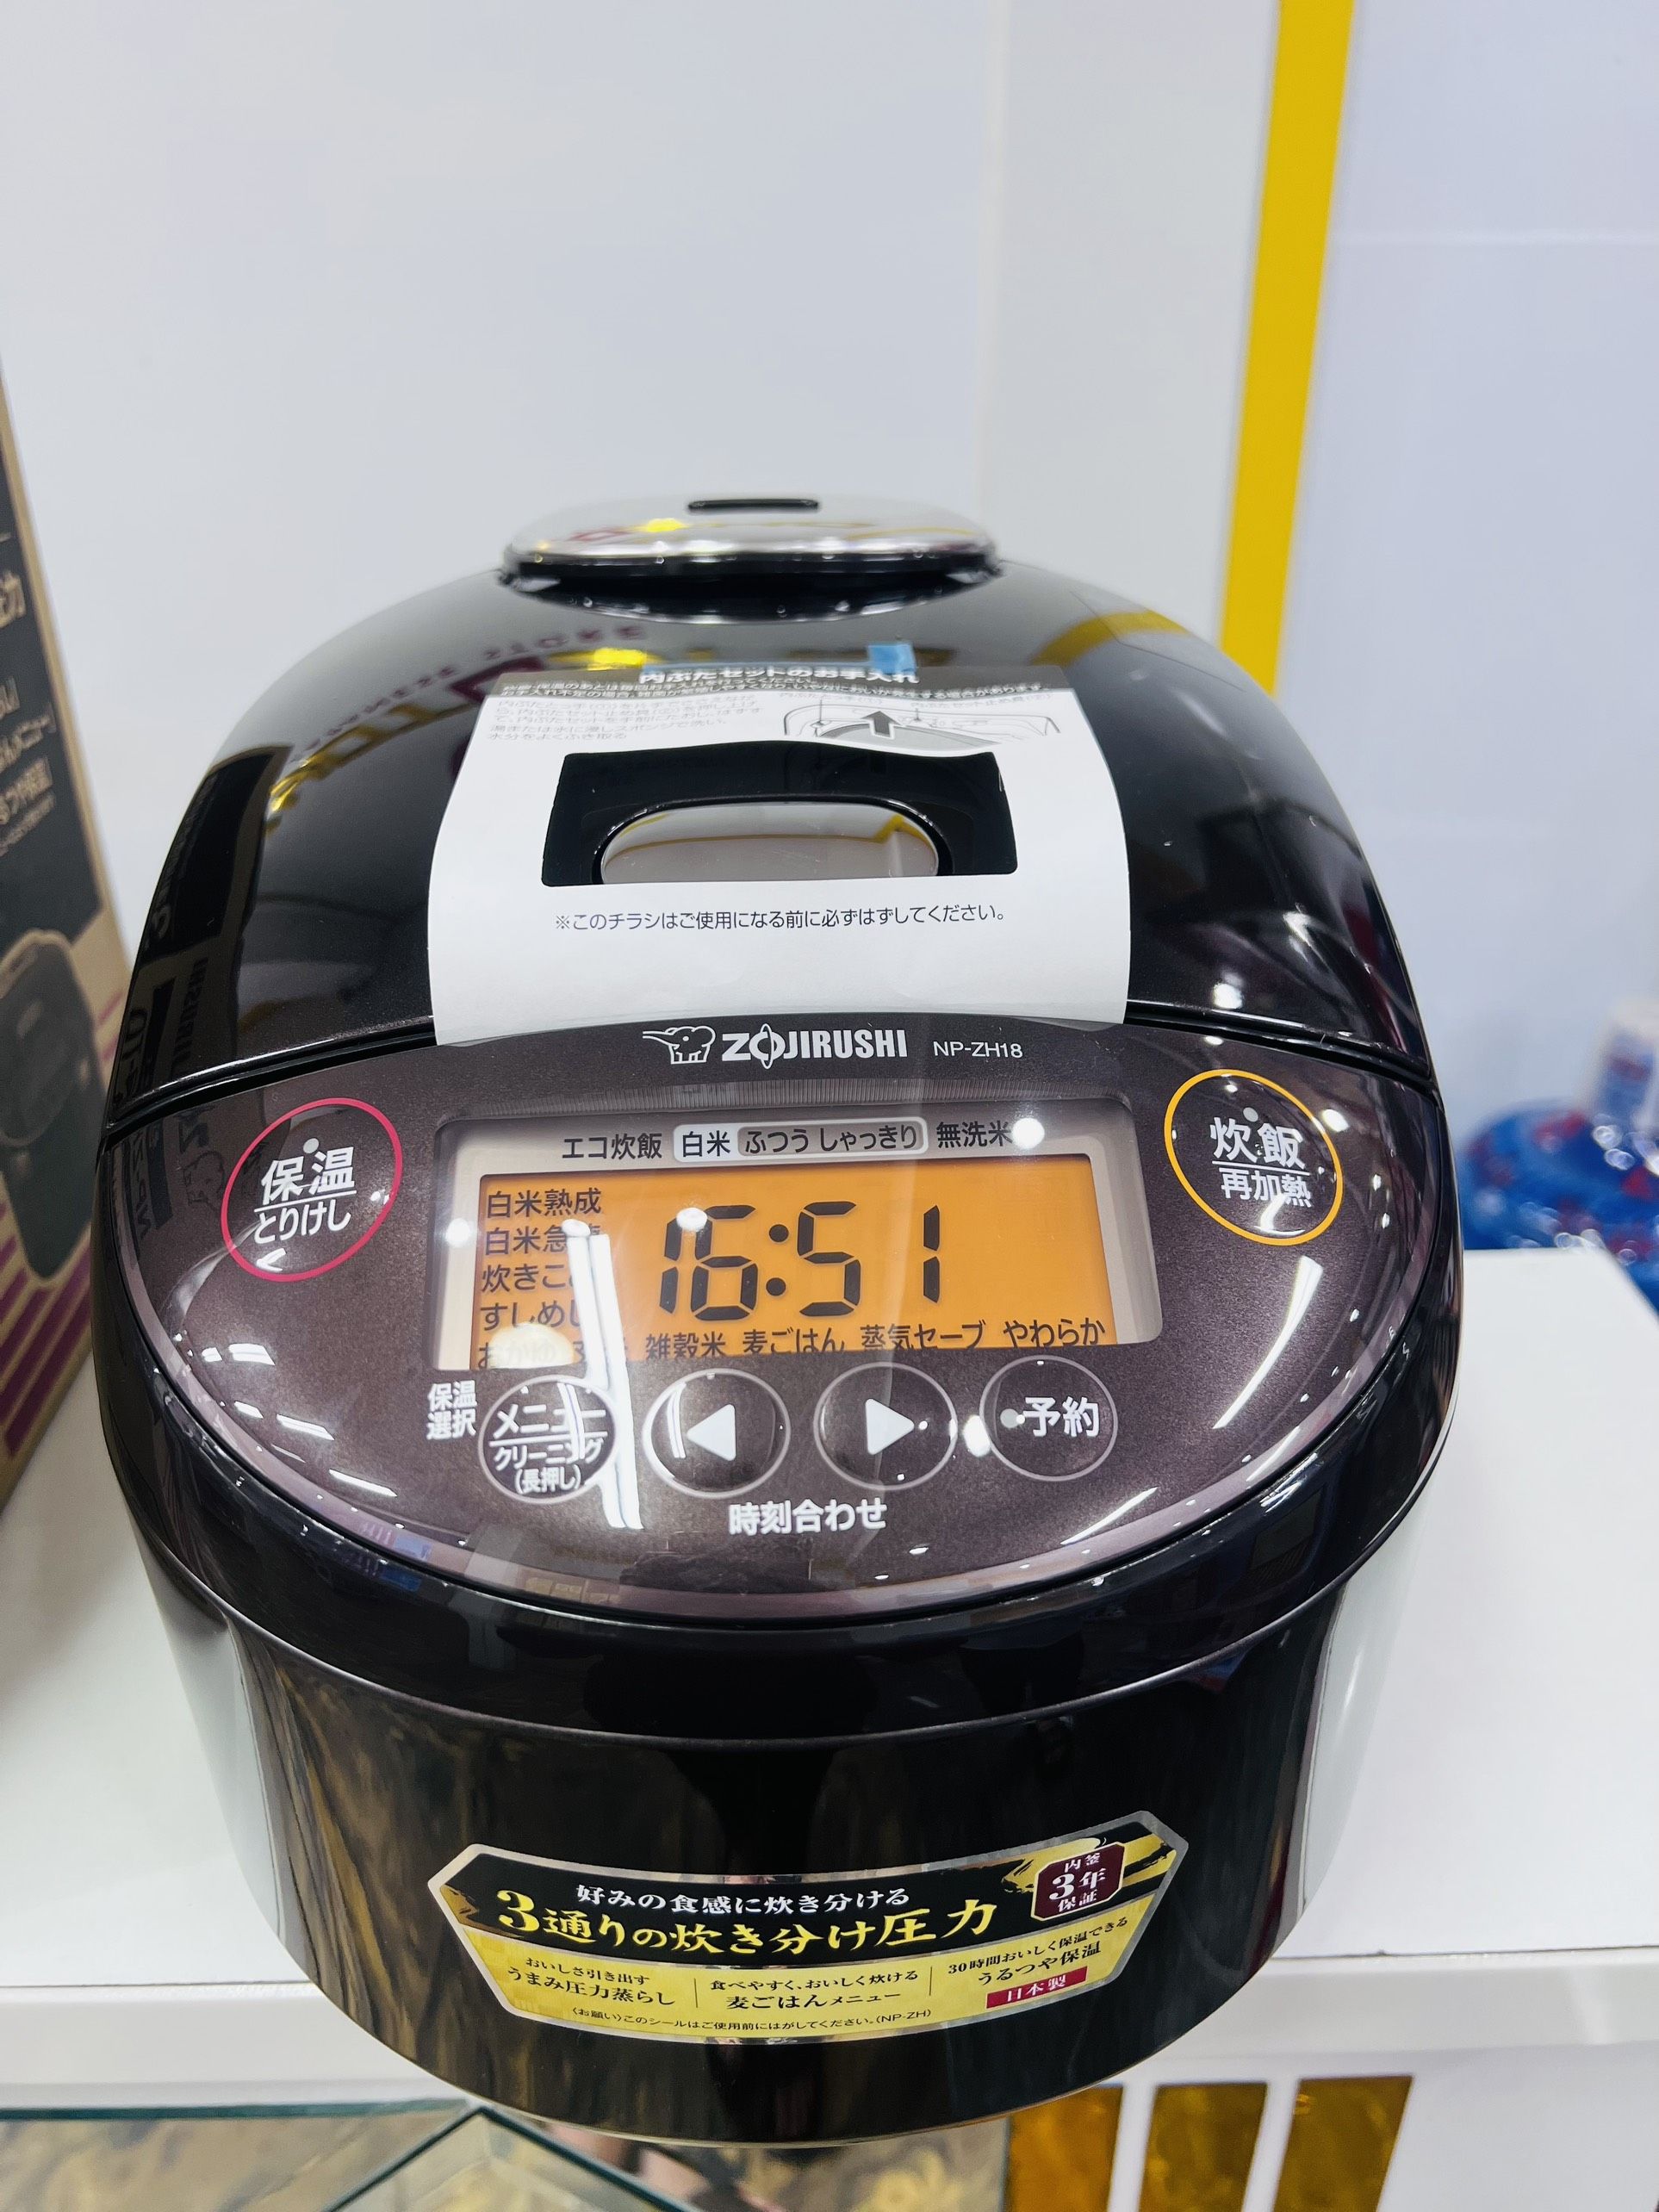 内ぶたセットのお手入れ
※このチラシはご使用になる前に必ずはずしてください。
ZOJIRUSHI NP-ZH18
エコ炊飯 白米 ふつう しゃっきり 無洗米
保温
とりけし
炊飯
再加熱
白米熟成
白米急
炊きこ
すしめし
16:51
雑穀米 麦ごはん 蒸気セーブ やわらか
保温
選択
メニュー
クリーニング
(長押し)
予約
時刻合わせ
好みの食感に炊き分ける
3通りの炊き分け圧力
内釜
3年
保証
おいしさ引き出す
うまみ圧力蒸らし
食べやすく、おいしく炊ける
麦ごはんメニュー
30時間おいしく保温できる
うるつや保温
日本製
〈お願い〉このシールはご使用前にはがしてください。(NP-ZH)